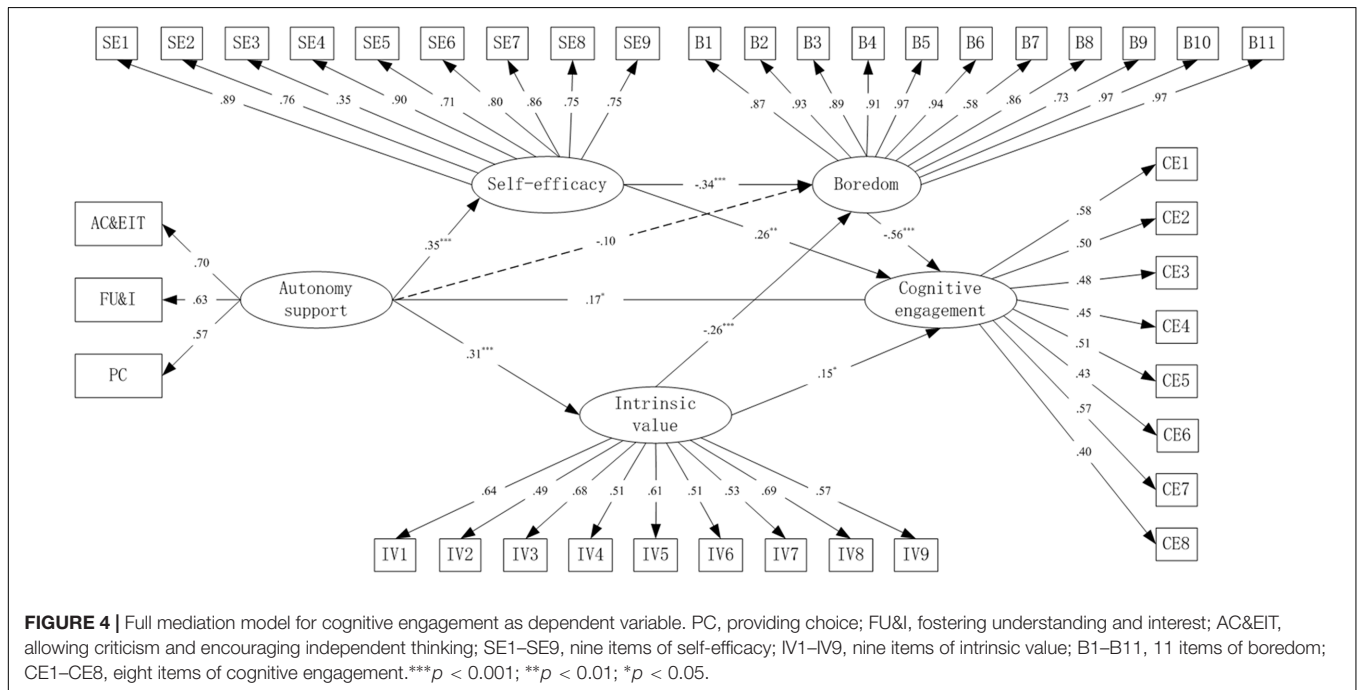 SE1 SE2 SE3 SE4 SE5 SE6 SE7 SE8 SE9 B1 B2 B3 B4 B5 B6 B7 B8 B9 B10 B11
.89 .76 .35 .90 .71 .80 .86 .75 .75 .87 .93 .89 .91 .97 .94 .58 .86 .73 .97 .97
Self-efficacy -.34*** Boredom
CE1
.58
CE2
.50
AC&EIT
.35***
-.10
.26**
-.56***
.70
CE3
.48
FU&I
.63
Autonomy
support
.17*
Cognitive
engagement
.45
CE4
.57
PC
.31***
-.26***
.15*
.51
CE5
.43
CE6
.57
.40
Intrinsic
value
CE7
.64 .49 .68 .51 .61 .51 .53 .69 .57
CE8
IV1 IV2 IV3 IV4 IV5 IV6 IV7 IV8 IV9
FIGURE 4 | Full mediation model for cognitive engagement as dependent variable. PC, providing choice; FU&I, fostering understanding and interest; AC&EIT,
allowing criticism and encouraging independent thinking; SE1–SE9, nine items of self-efficacy; IV1–IV9, nine items of intrinsic value; B1–B11, 11 items of boredom;
CE1–CE8, eight items of cognitive engagement.***p < 0.001; **p < 0.01; *p < 0.05.